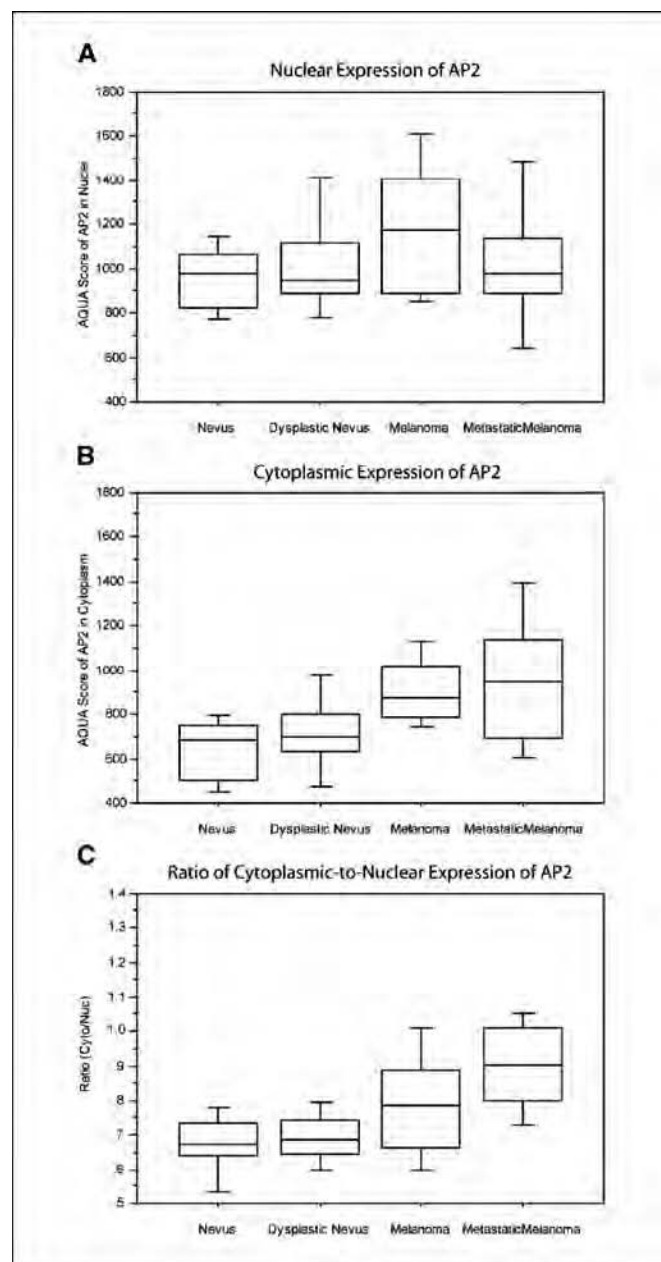 A
Nuclear Expression of AP2
AQUA Score of AP2 in Nuclei
1800
1600
1400
1200
1000
800
600
400
Nevus Dysplastic Nevus Melanoma MetastaticMelanoma
B
Cytoplasmic Expression of AP2
AQUA Score of AP2 in Cytoplasm
1800
1600
1400
1200
1000
800
600
400
Nevus Dysplastic Nevus Melanoma MetastaticMelanoma
C
Ratio of Cytoplasmic-to-Nuclear Expression of AP2
Ratio (Cyto/Nuc)
1.4
1.3
1.2
1.1
1.0
.9
.8
.7
.6
.5
Nevus Dysplastic Nevus Melanoma MetastaticMelanoma